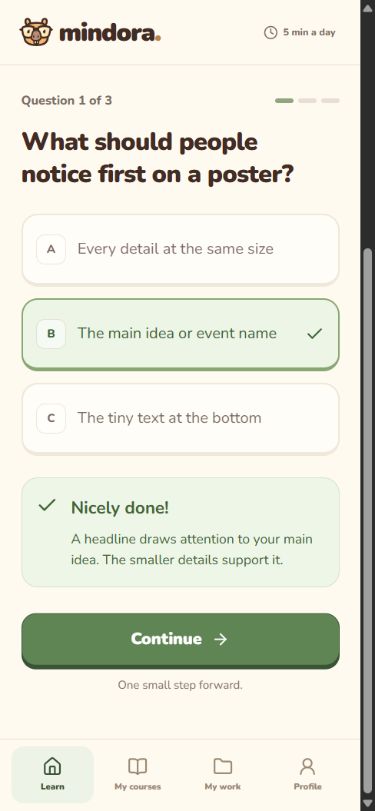 mindora.
5 min a day
Question 1 of 3
What should people
notice first on a poster?
A
Every detail at the same size
B
The main idea or event name
C
The tiny text at the bottom
Nicely done!
A headline draws attention to your main
idea. The smaller details support it.
Continue
One small step forward.
Learn
My courses
My work
Profile